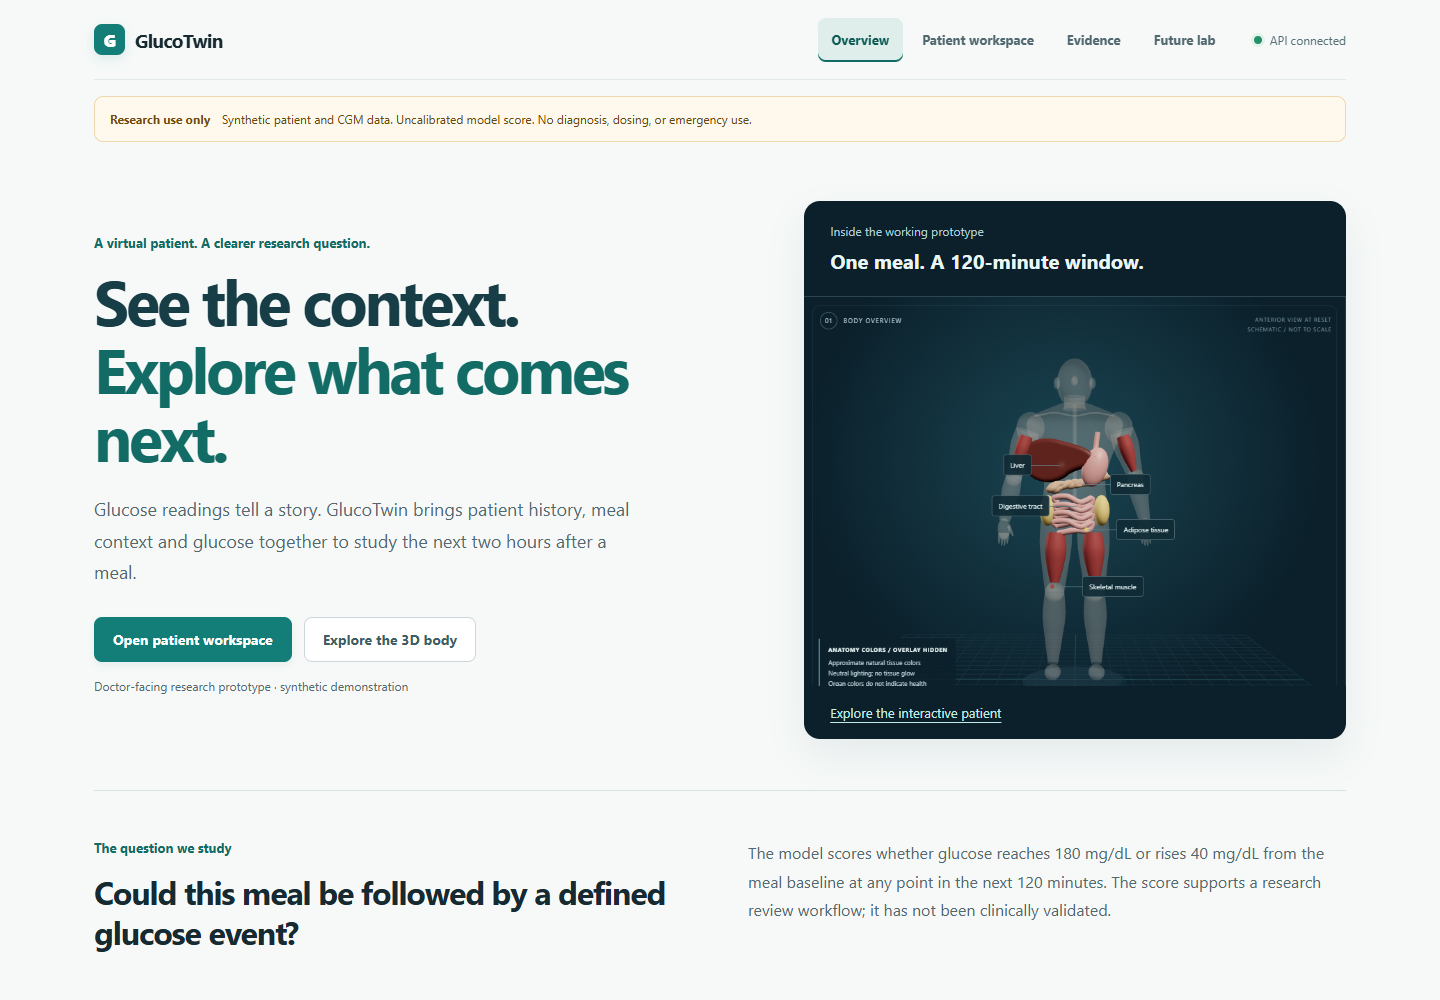 G GlucoTwin
Overview Patient workspace Evidence Future lab API connected
Research use only Synthetic patient and CGM data. Uncalibrated model score. No diagnosis, dosing, or emergency use.
A virtual patient. A clearer research question.
See the context.
Explore what comes
next.
Glucose readings tell a story. GlucoTwin brings patient history, meal
context and glucose together to study the next two hours after a
meal.
Open patient workspace Explore the 3D body
Doctor-facing research prototype · synthetic demonstration
Inside the working prototype
One meal. A 120-minute window.
01 BODY OVERVIEW
ANTERIOR VIEW AT RESET
SCHEMATIC / NOT TO SCALE
Liver
Pancreas
Digestive tract
Adipose tissue
Skeletal muscle
ANATOMY COLORS / OVERLAY HIDDEN
Approximate natural tissue colors
Neutral lighting; no tissue glow
Organ colors do not indicate health
Explore the interactive patient
The question we study
Could this meal be followed by a defined
glucose event?
The model scores whether glucose reaches 180 mg/dL or rises 40 mg/dL from the
meal baseline at any point in the next 120 minutes. The score supports a research
review workflow; it has not been clinically validated.